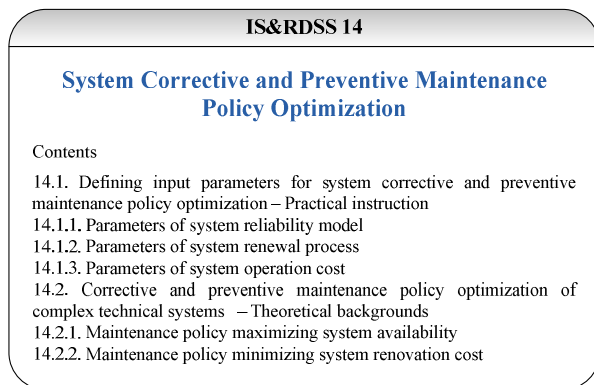 IS&RDSS 14
System Corrective and Preventive Maintenance
Policy Optimization
Contents
14.1. Defining input parameters for system corrective and preventive
maintenance policy optimization – Practical instruction
14.1.1. Parameters of system reliability model
14.1.2. Parameters of system renewal process
14.1.3. Parameters of system operation cost
14.2. Corrective and preventive maintenance policy optimization of
complex technical systems – Theoretical backgrounds
14.2.1. Maintenance policy maximizing system availability
14.2.2. Maintenance policy minimizing system renovation cost